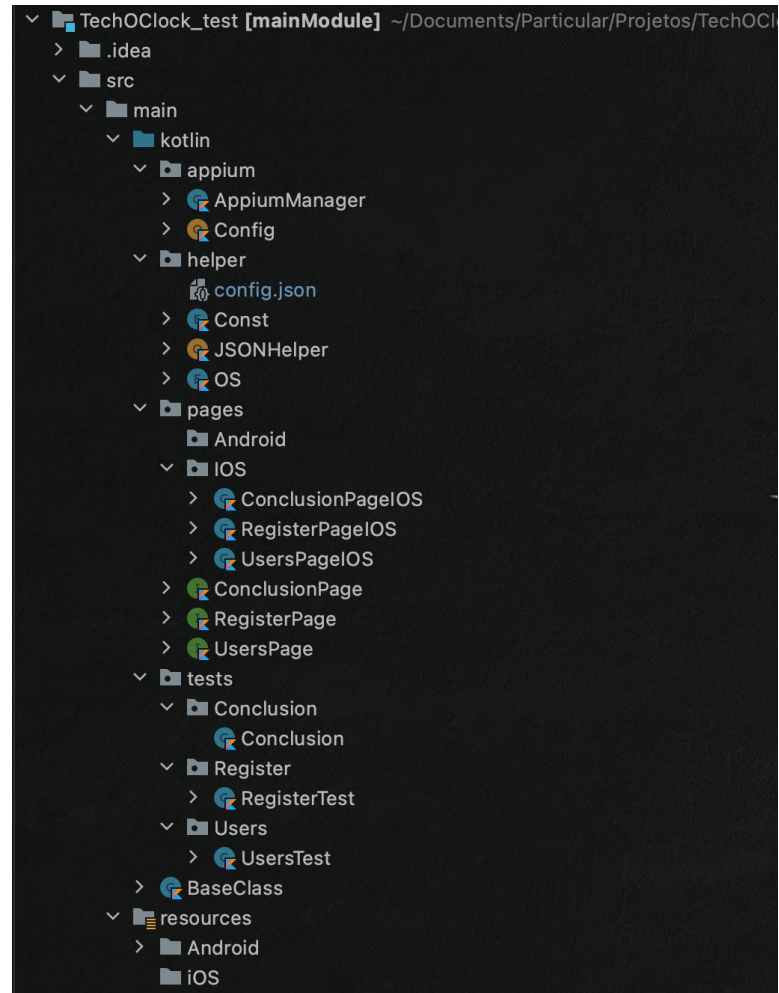 TechOClock_test [mainModule] ~/Documents/Particular/Projetos/TechOClo
.idea
src
main
kotlin
appium
AppiumManager
Config
helper
config.json
Const
JSONHelper
OS
pages
Android
IOS
ConclusionPageIOS
RegisterPageIOS
UsersPageIOS
ConclusionPage
RegisterPage
UsersPage
tests
Conclusion
Conclusion
Register
RegisterTest
Users
UsersTest
BaseClass
resources
Android
iOS